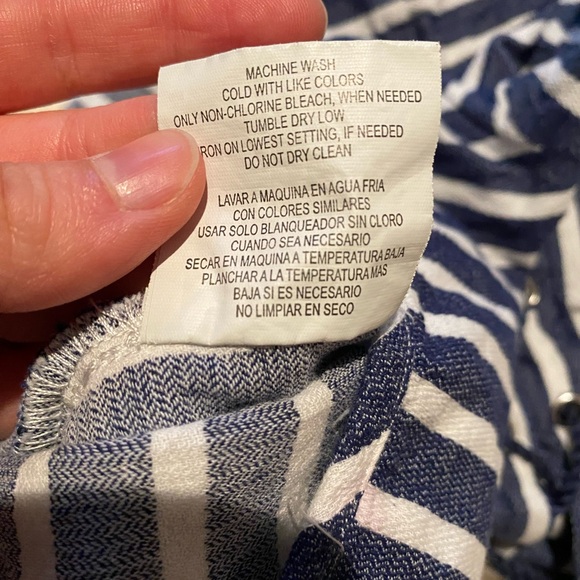 MACHINE WASH
COLD WITH LIKE COLORS
ONLY NON-CHLORINE BLEACH, WHEN NEEDED
TUMBLE DRY LOW
RON ON LOWEST SETTING, IF NEEDED
DO NOT DRY CLEAN
LAVAR A MAQUINA EN AGUA FRIA
CON COLORES SIMILARES
USAR SOLO BLANQUEADOR SIN CLORO
CUANDO SEA NECESARIO
SECAR EN MAQUINA A TEMPERATURA BAJA
PLANCHAR A LA TEMPERATURA MAS
BAJA SI ES NECESARIO
NO LIMPIAR EN SECO